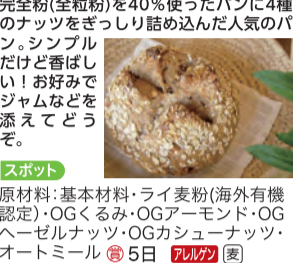 完全粉(全粒粉)を40%使ったパンに4種
のナッツをぎっしり詰め込んだ人気のパ
ン。シンプル
だけど香ばし
い！お好みで
ジャムなどを
添えてどう
ぞ。
スポット
原材料：基本材料・ライ麦粉(海外有機
認定)・OGくるみ・OGアーモンド・OG
ヘーゼルナッツ・OGカシューナッツ・
オートミール 賞 5日 アレルゲン 麦